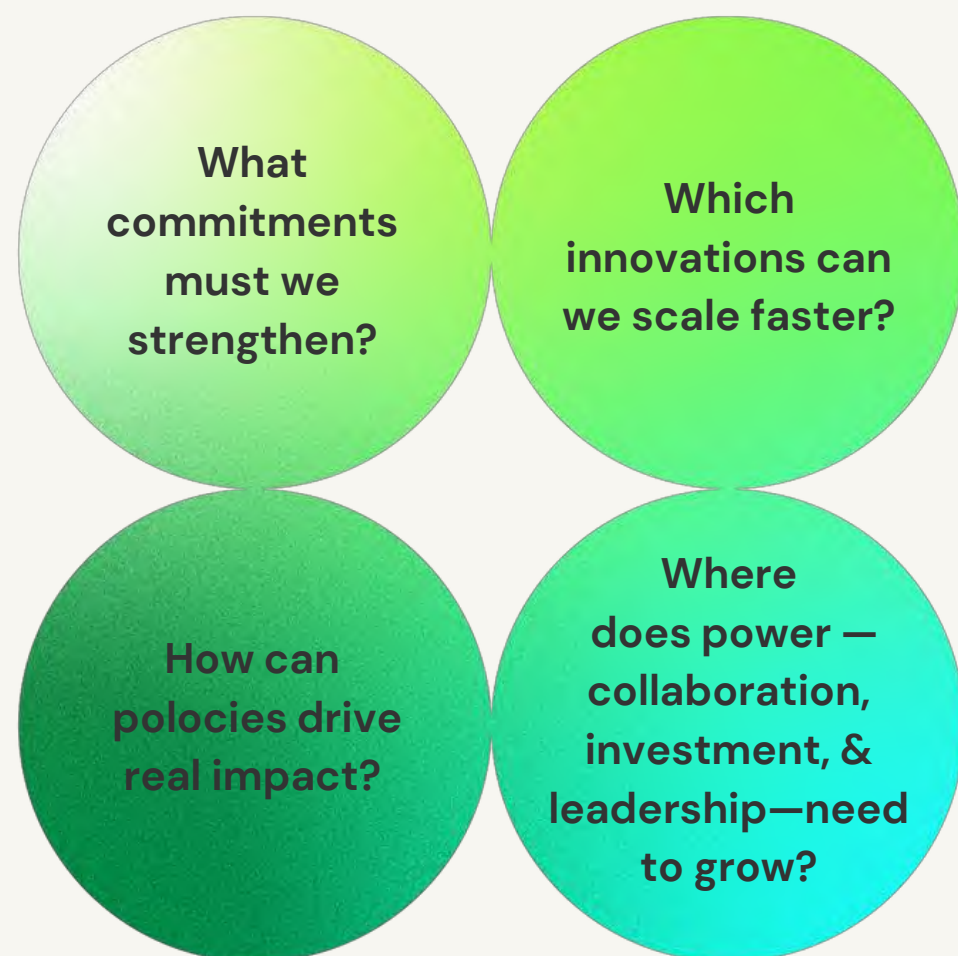 What
commitments
must we
strengthen?
Which
innovations can
we scale faster?
How can
polocies drive
real impact?
Where
does power —
collaboration,
investment, &
leadership—need
to grow?